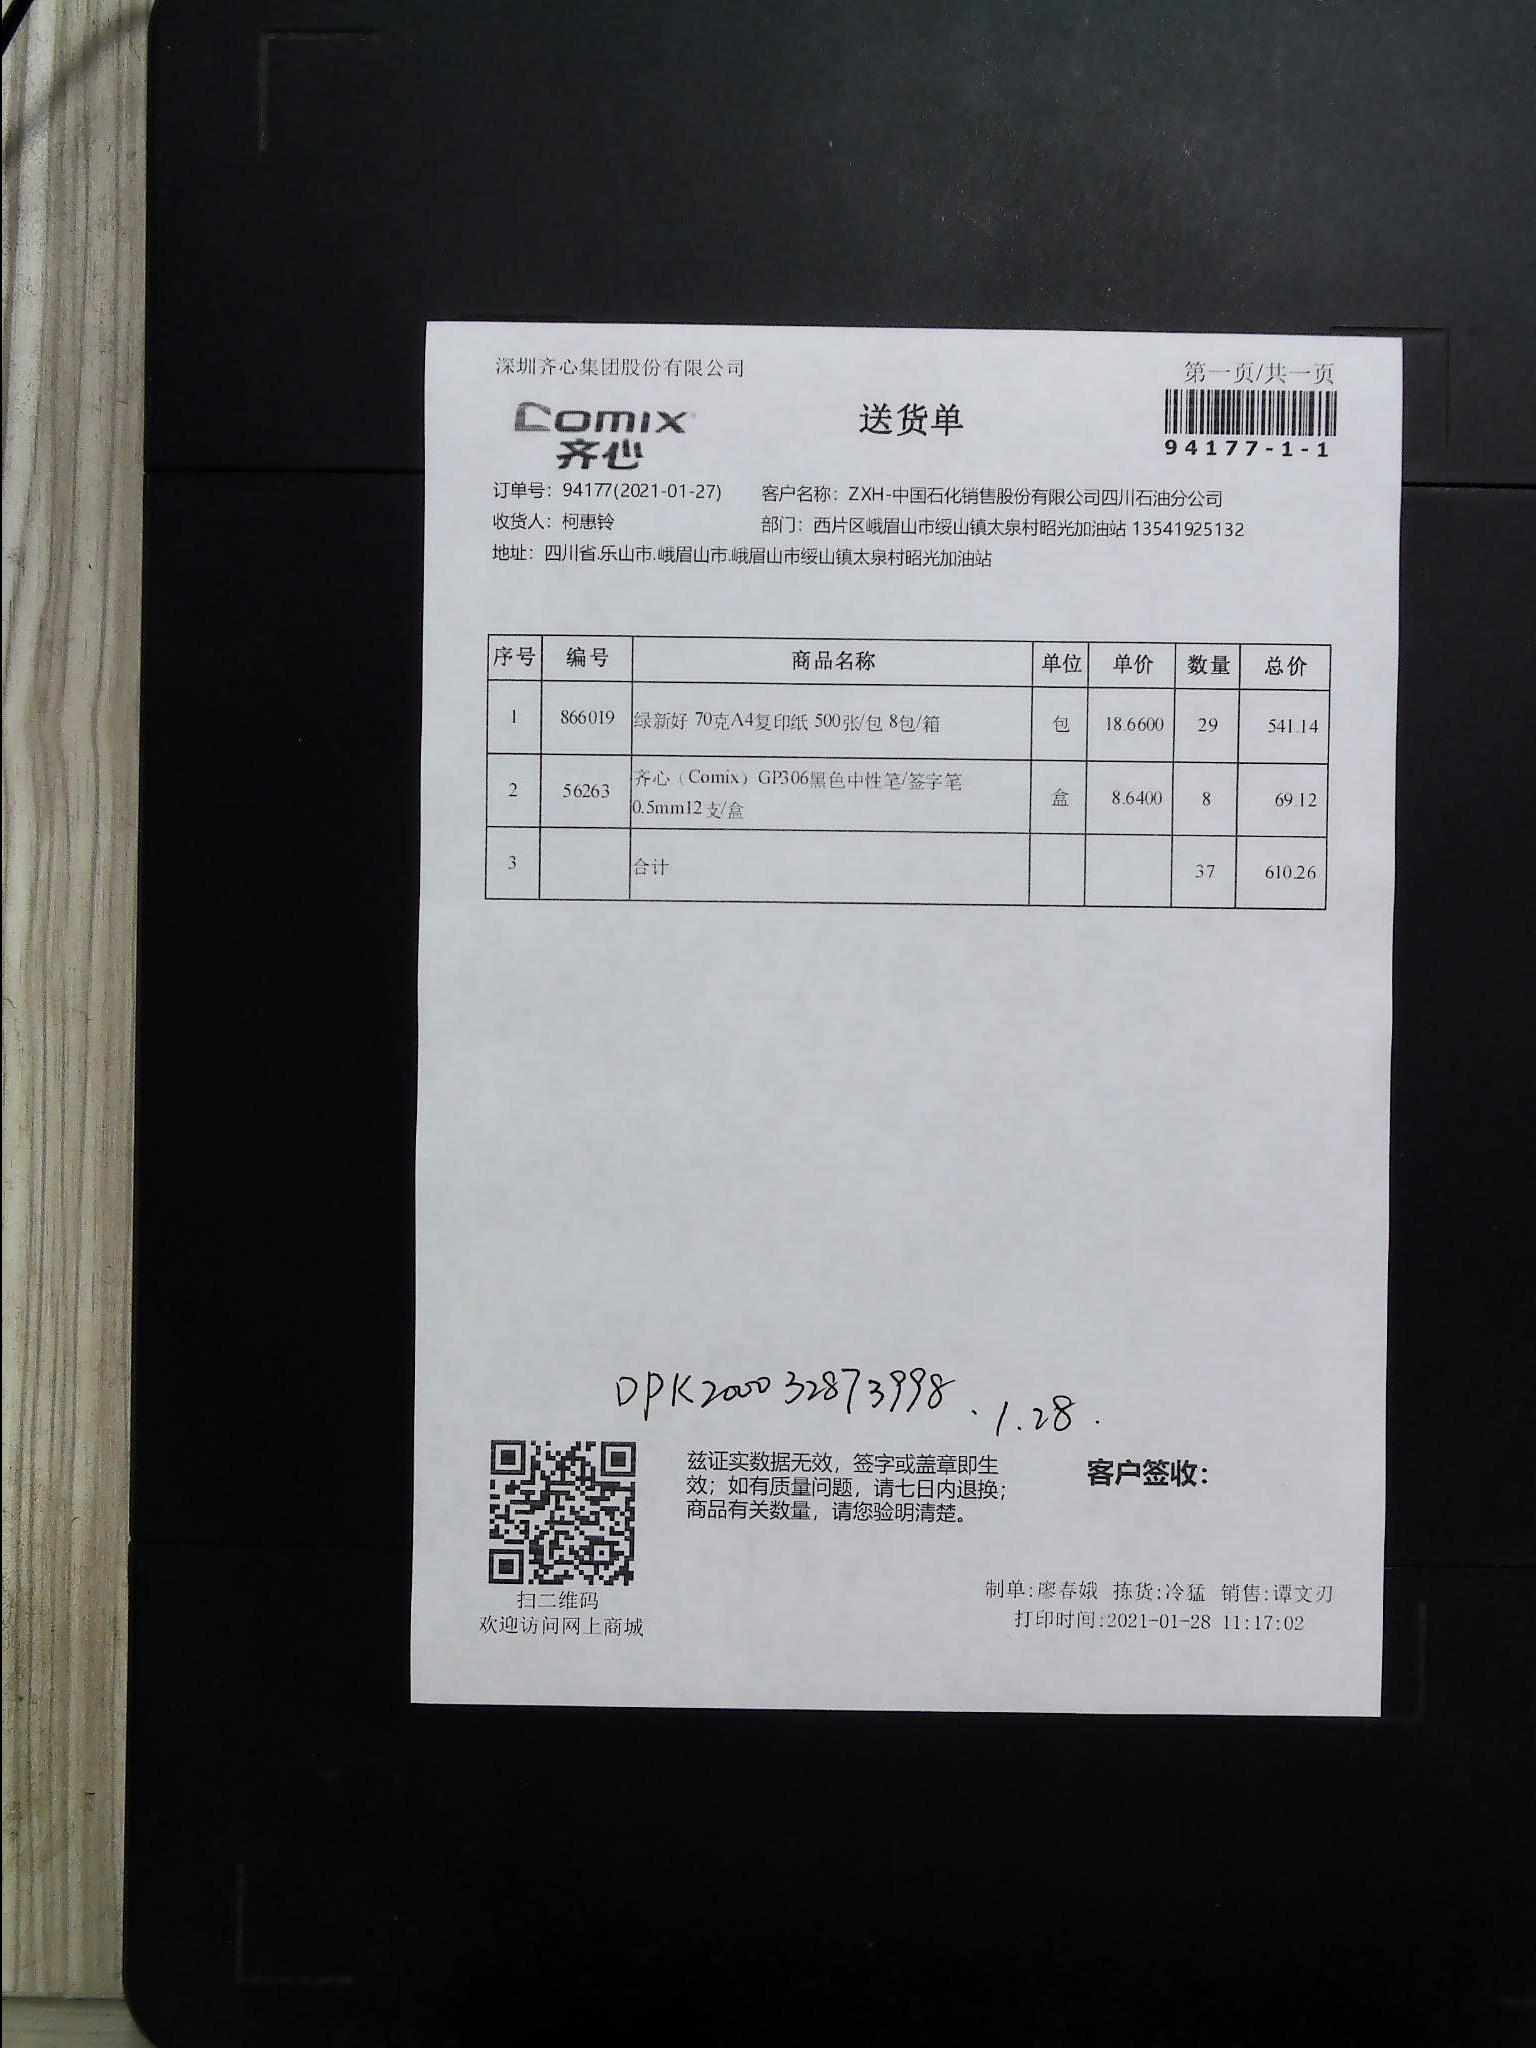 深圳齐心集团股份有限公司
第一页/共一页
Comix
齐心
送货单
94177-1-1
订单号：94177(2021-01-27) 客户名称：ZXH-中国石化销售股份有限公司四川石油分公司
收货人：柯惠铃 部门：西片区峨眉山市绥山镇太泉村昭光加油站 13541925132
地址：四川省.乐山市.峨眉山市.峨眉山市绥山镇太泉村昭光加油站
序号 编号 商品名称 单位 单价 数量 总价
1 866019 绿新好 70克A4复印纸 500张/包 8包/箱 包 18.6600 29 541.14
2 56263 齐心（Comix）GP306黑色中性笔/签字笔 盒 8.6400 8 69.12
0.5mm12支/盒
3 合计 37 610.26
DPK200032873998 . 1.28.
兹证实数据无效，签字或盖章即生
效；如有质量问题，请七日内退换；
商品有关数量，请您验明清楚。
客户签收：
扫二维码
欢迎访问网上商城
制单:廖春娥 拣货:冷猛 销售:谭文刃
打印时间:2021-01-28 11:17:02